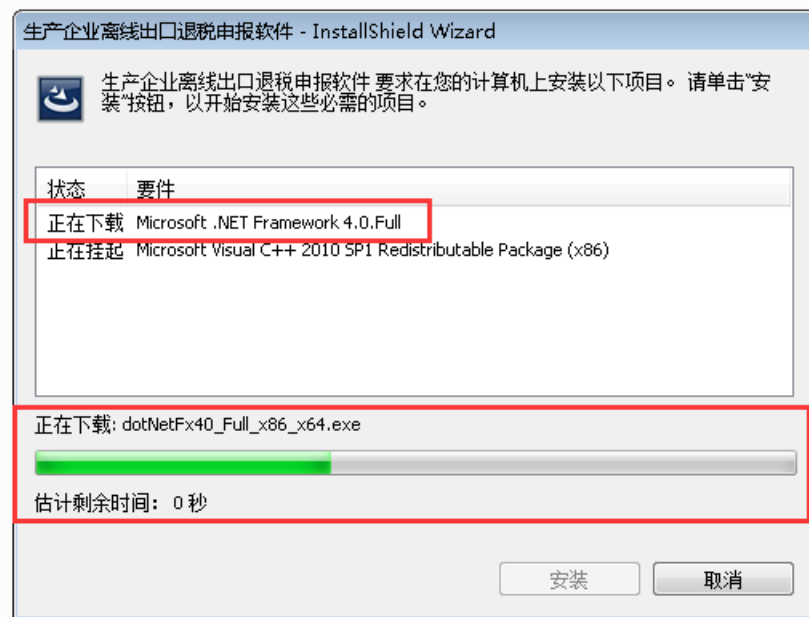 生产企业离线出口退税申报软件 - InstallShield Wizard
生产企业离线出口退税申报软件 要求在您的计算机上安装以下项目。 请单击“安
装”按钮，以开始安装这些必需的项目。
状态 要件
正在下载 Microsoft .NET Framework 4.0.Full
正在挂起 Microsoft Visual C++ 2010 SP1 Redistributable Package (x86)
正在下载: dotNetFx40_Full_x86_x64.exe
估计剩余时间： 0 秒
安装 取消